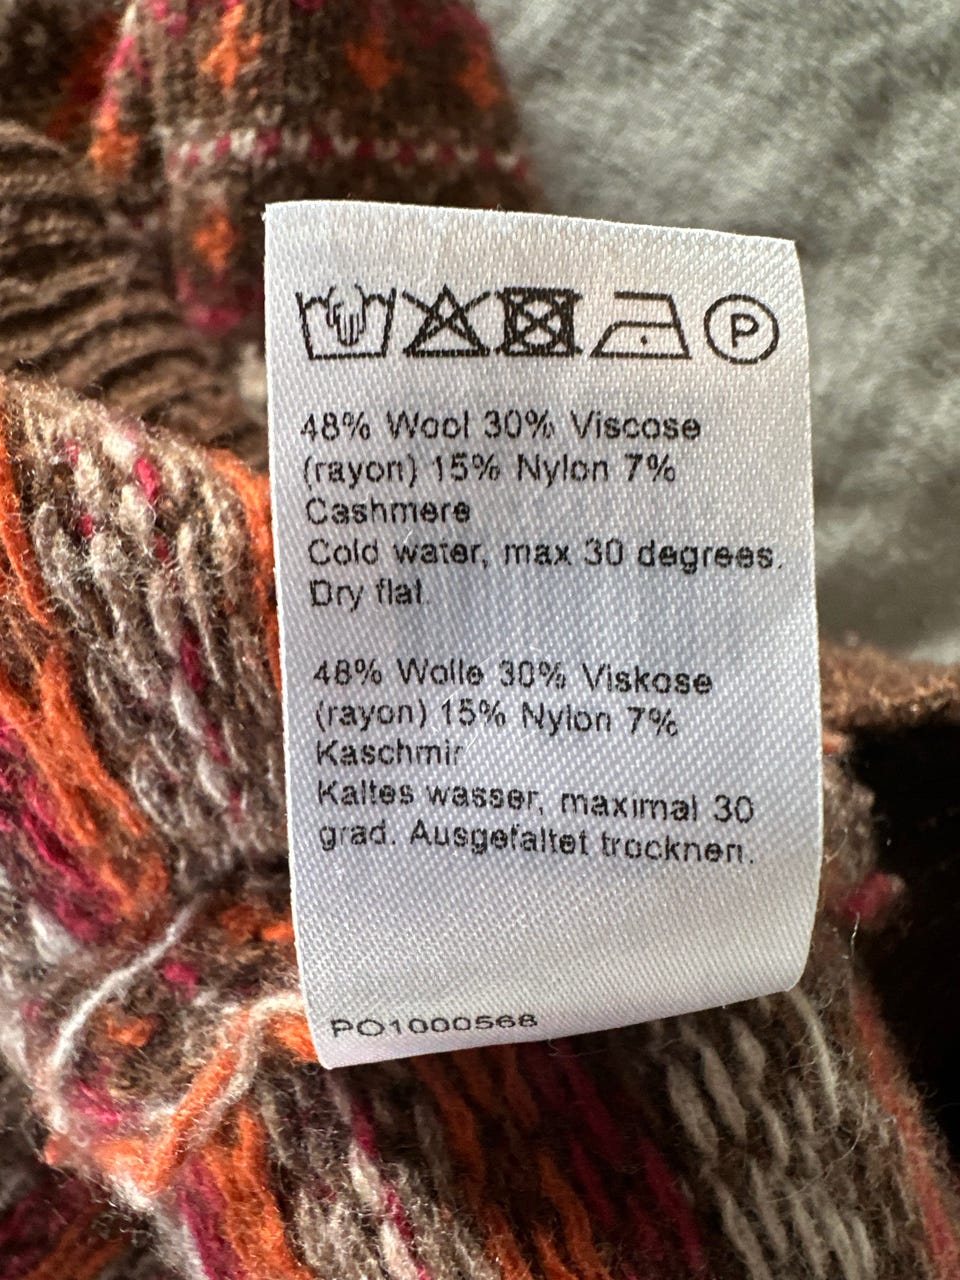 P
48% Wool 30% Viscose
(rayon) 15% Nylon 7%
Cashmere
Cold water, max 30 degrees.
Dry flat.
48% Wolle 30% Viskose
(rayon) 15% Nylon 7%
Kaschmir
Kaltes wasser, maximal 30
grad. Ausgefaltet trocknen.
PO1000568